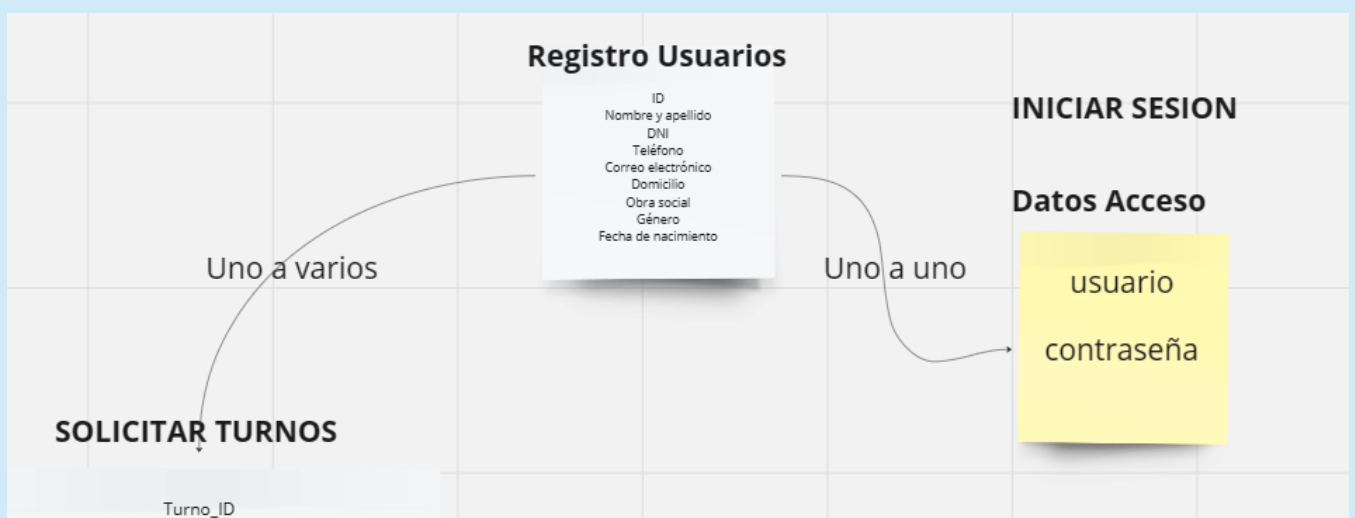 Registro Usuarios
ID
Nombre y apellido
DNI
Teléfono
Correo electrónico
Domicilio
Obra social
Género
Fecha de nacimiento
INICIAR SESION
Datos Acceso
usuario
contraseña
Uno a varios
Uno a uno
SOLICITAR TURNOS
Turno_ID